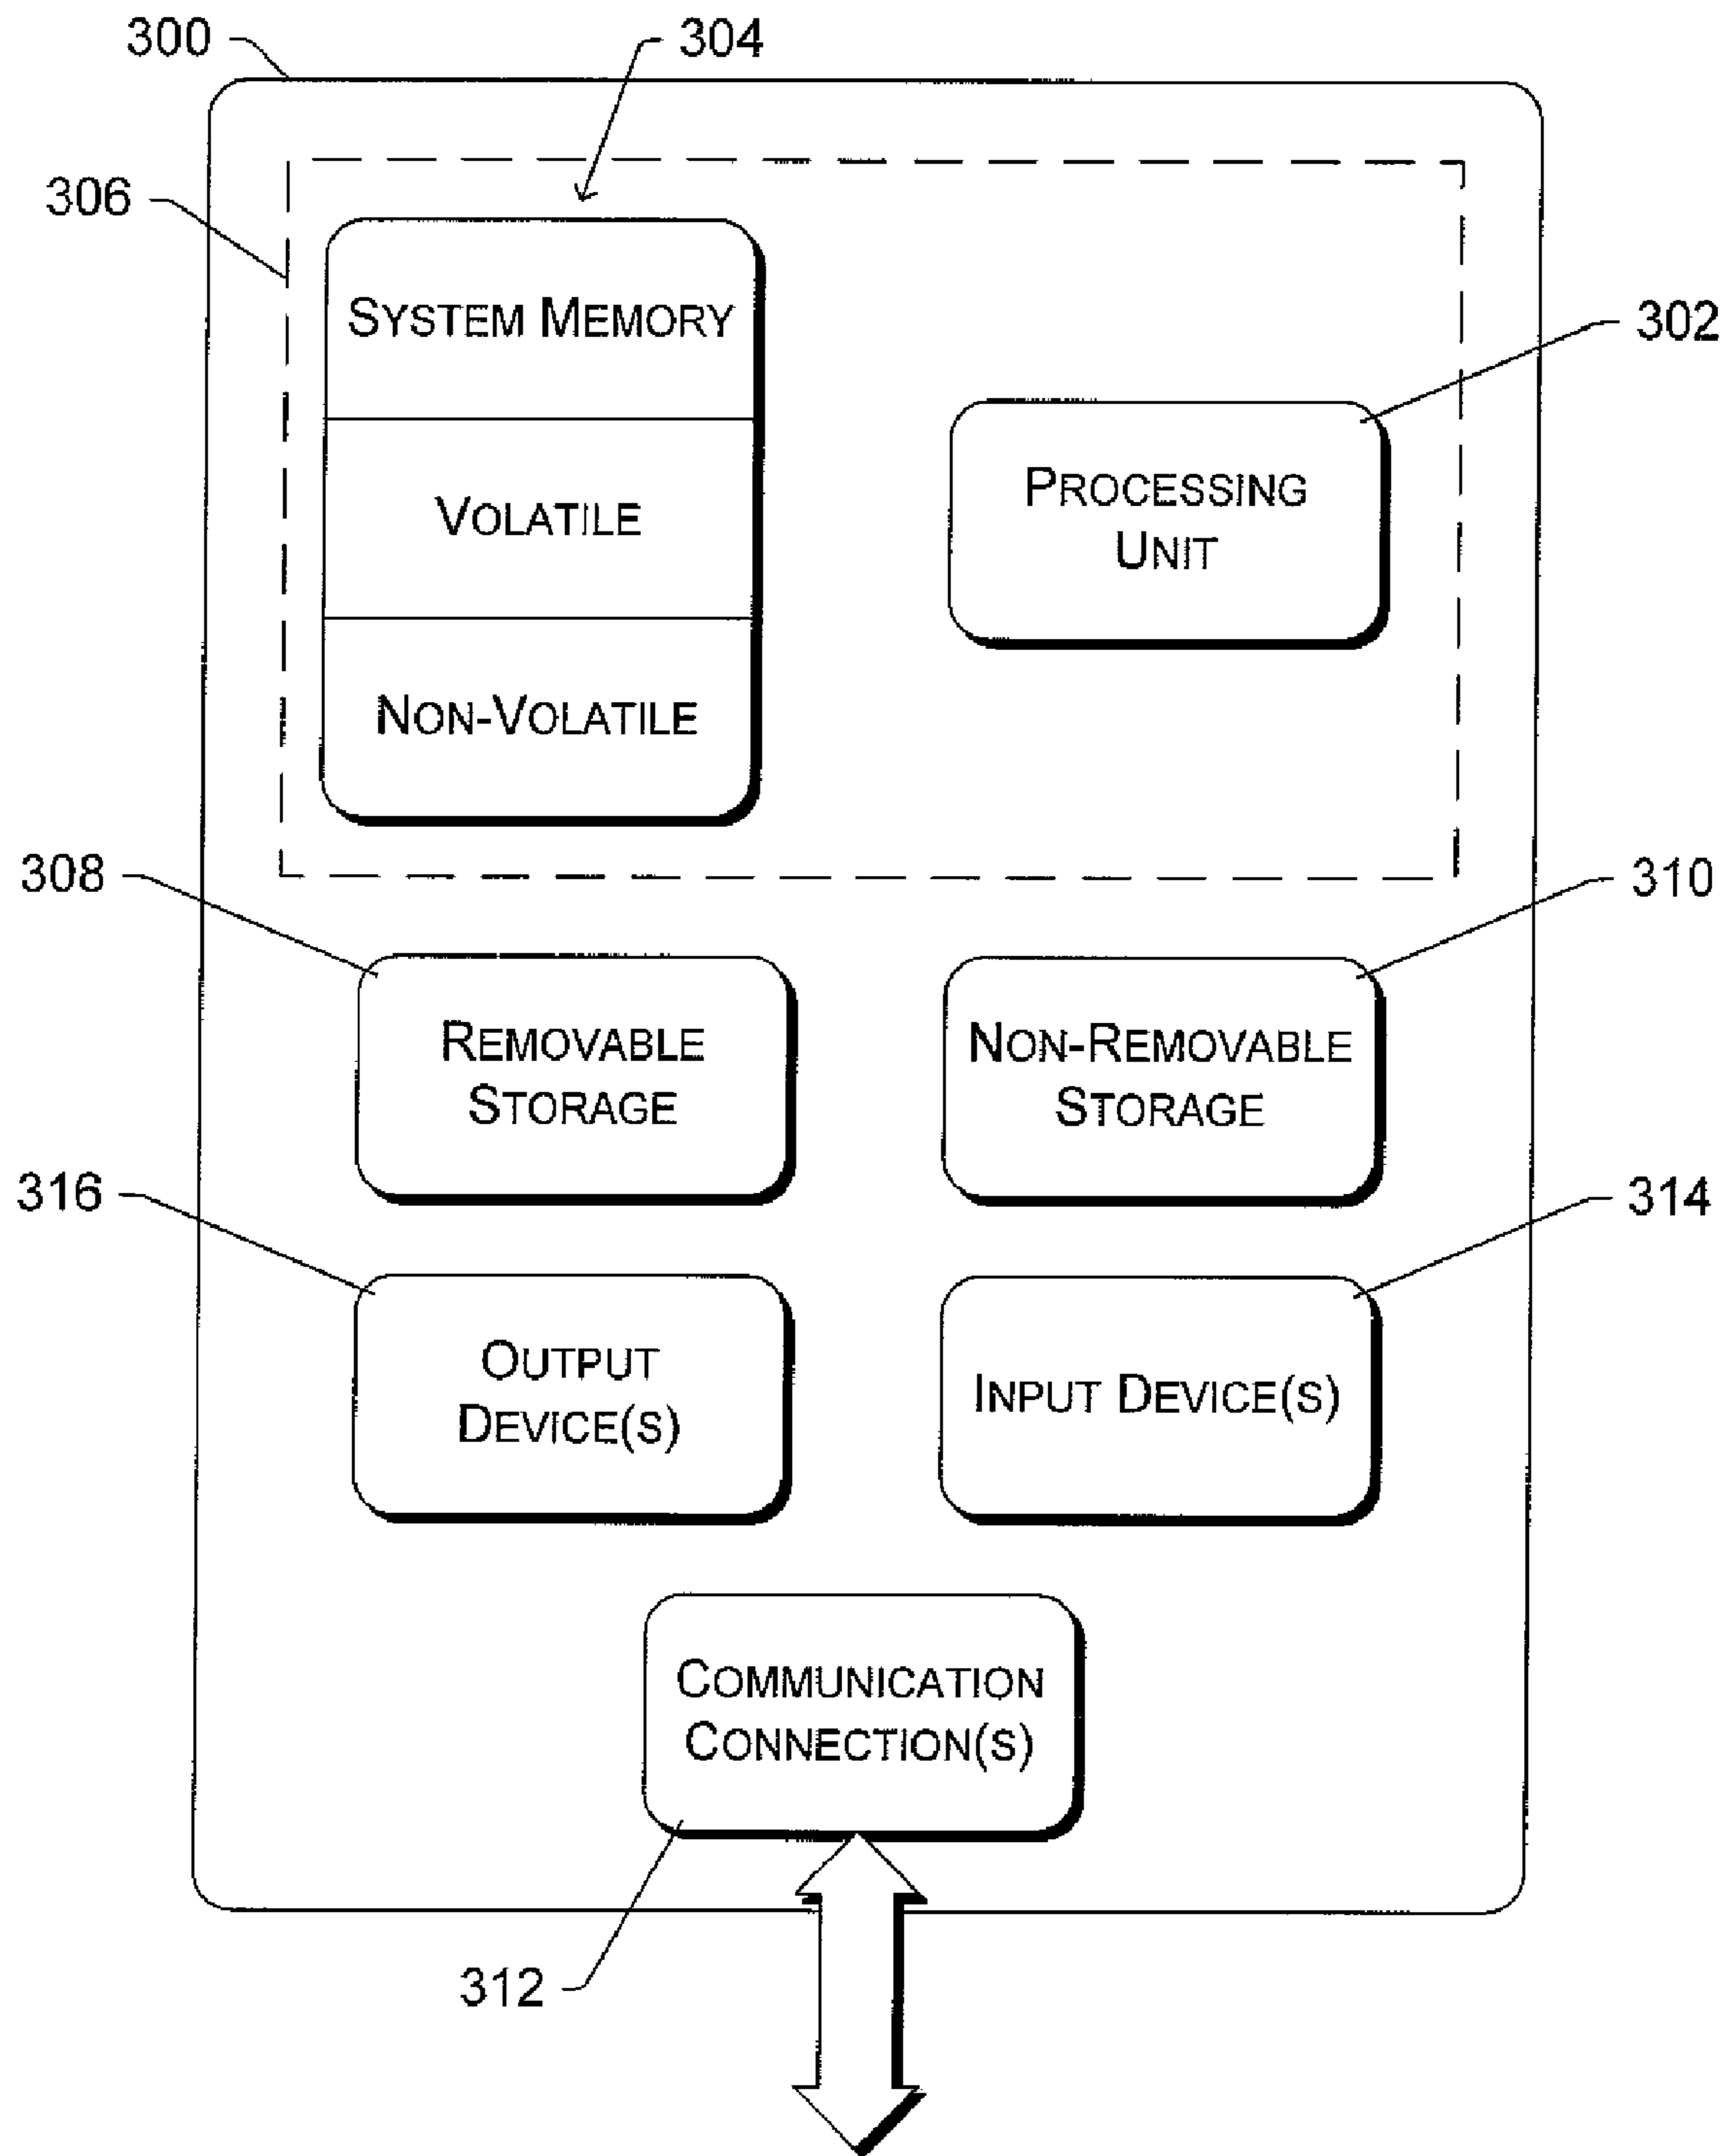 300
304
306
SYSTEM MEMORY
302
VOLATILE
PROCESSING
UNIT
NON-VOLATILE
308
310
REMOVABLE
STORAGE
NON-REMOVABLE
STORAGE
316
314
OUTPUT
DEVICE(S)
INPUT DEVICE(S)
COMMUNICATION
CONNECTION(S)
312